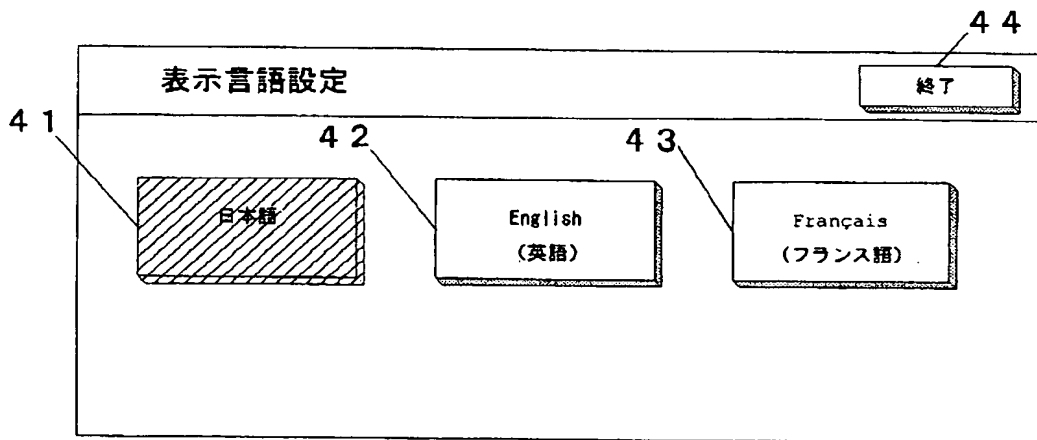 ４４
表示言語設定
終了
４１
４２
４３
日本語
English
(英語)
Français
(フランス語)